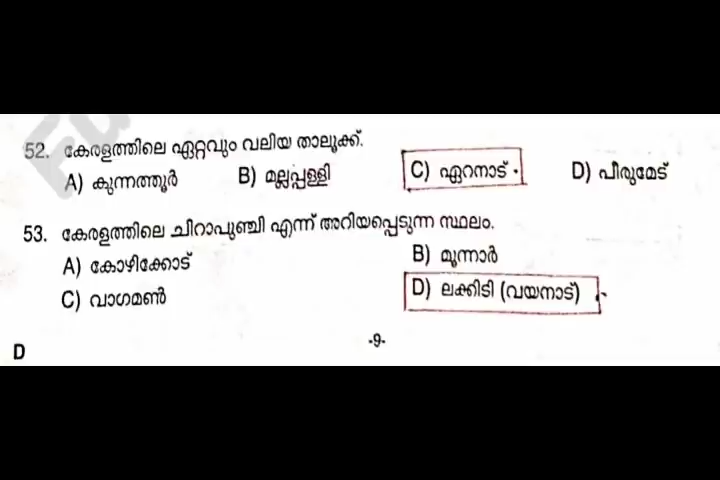 52. കേരളത്തിലെ ഏറ്റവും വലിയ താലൂക്ക്.
A) കുന്നത്തൂർ B) മല്ലപ്പള്ളി C) ഏറനാട് D) പീരുമേട്
53. കേരളത്തിലെ ചിറാപുഞ്ചി എന്ന് അറിയപ്പെടുന്ന സ്ഥലം.
A) കോഴിക്കോട് B) മൂന്നാർ
C) വാഗമൺ D) ലക്കിടി (വയനാട്)
D -9-